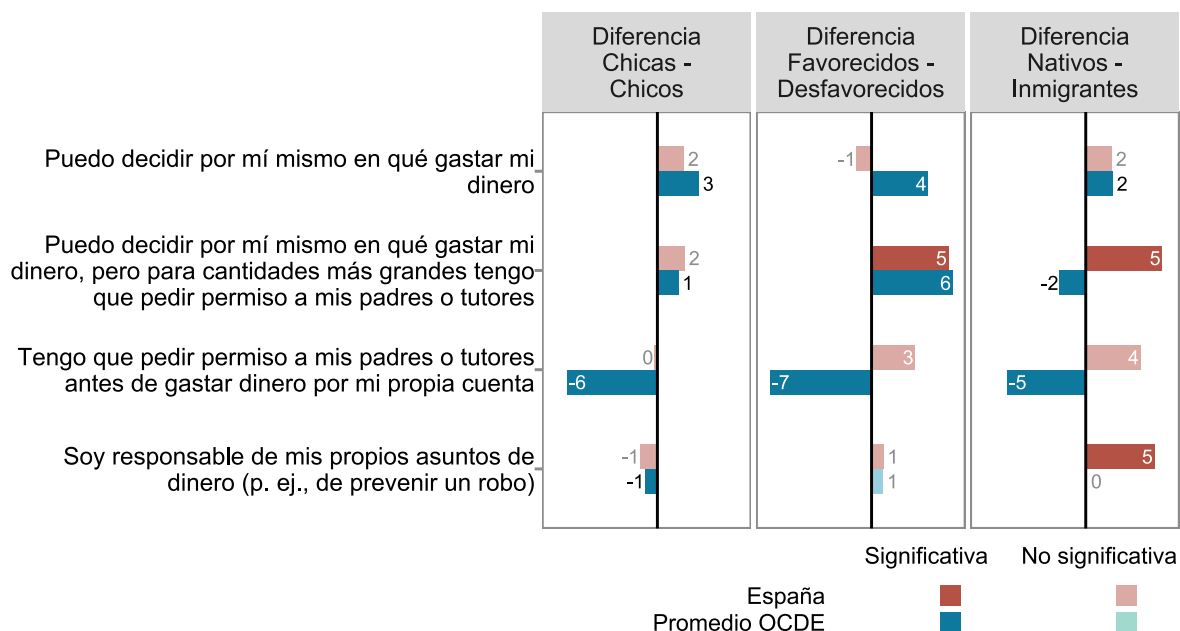 Diferencia
Chicas -
Chicos
Diferencia
Favorecidos -
Desfavorecidos
Diferencia
Nativos -
Inmigrantes
Puedo decidir por mí mismo en qué gastar mi
dinero
2
3
-1
4
2
2
Puedo decidir por mí mismo en qué gastar mi
dinero, pero para cantidades más grandes tengo
que pedir permiso a mis padres o tutores
2
1
5
6
5
-2
Tengo que pedir permiso a mis padres o tutores
antes de gastar dinero por mi propia cuenta
0
-6
3
-7
4
-5
Soy responsable de mis propios asuntos de
dinero (p. ej., de prevenir un robo)
-1
-1
1
1
5
0
Significativa No significativa
España
Promedio OCDE